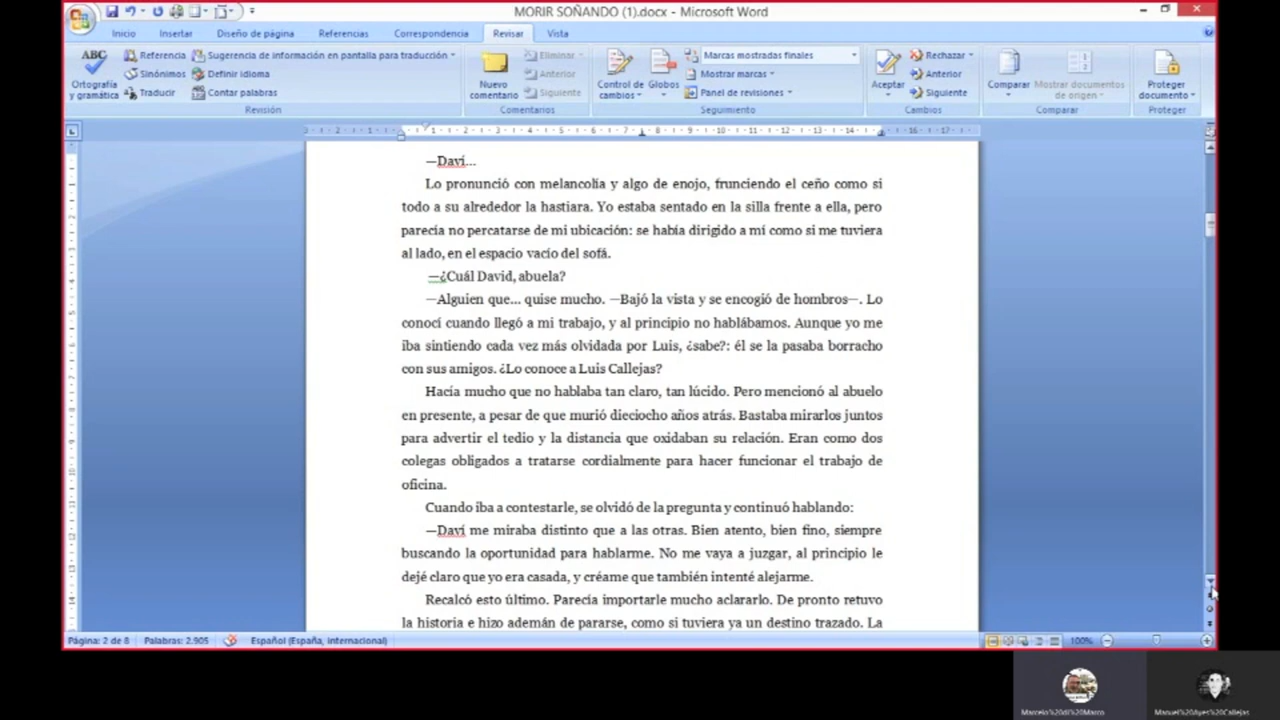 MORIR SOÑANDO (1).docx - Microsoft Word
Inicio Insertar Diseño de página Referencias Correspondencia Revisar Vista
ABC Ortografía y gramática
Referencia Sugerencia de información en pantalla para traducción
Sinónimos Definir idioma
Traducir Contar palabras
Revisión
Nuevo comentario
Eliminar
Anterior
Siguiente
Comentarios
Control de cambios Globos
Marcas mostradas finales
Mostrar marcas
Panel de revisiones
Seguimiento
Aceptar
Rechazar
Anterior
Siguiente
Cambios
Comparar Mostrar documentos de origen
Comparar
Proteger documento
Proteger
—Daví...
Lo pronunció con melancolía y algo de enojo, frunciendo el ceño como si
todo a su alrededor la hastiara. Yo estaba sentado en la silla frente a ella, pero
parecía no percatarse de mi ubicación: se había dirigido a mí como si me tuviera
al lado, en el espacio vacío del sofá.
—¿Cuál David, abuela?
—Alguien que... quise mucho. —Bajó la vista y se encogió de hombros—. Lo
conocí cuando llegó a mi trabajo, y al principio no hablábamos. Aunque yo me
iba sintiendo cada vez más olvidada por Luis, ¿sabe?: él se la pasaba borracho
con sus amigos. ¿Lo conoce a Luis Callejas?
Hacía mucho que no hablaba tan claro, tan lúcido. Pero mencionó al abuelo
en presente, a pesar de que murió dieciocho años atrás. Bastaba mirarlos juntos
para advertir el tedio y la distancia que oxidaban su relación. Eran como dos
colegas obligados a tratarse cordialmente para hacer funcionar el trabajo de
oficina.
Cuando iba a contestarle, se olvidó de la pregunta y continuó hablando:
—Daví me miraba distinto que a las otras. Bien atento, bien fino, siempre
buscando la oportunidad para hablarme. No me vaya a juzgar, al principio le
dejé claro que yo era casada, y créame que también intenté alejarme.
Recalcó esto último. Parecía importarle mucho aclararlo. De pronto retuvo
la historia e hizo ademán de pararse, como si tuviera ya un destino trazado. La
Página: 2 de 8 Palabras: 2.905 Español (España, internacional) 100%
Marcelo%20di%20Marco Manuel%20Ayes%20Callejas